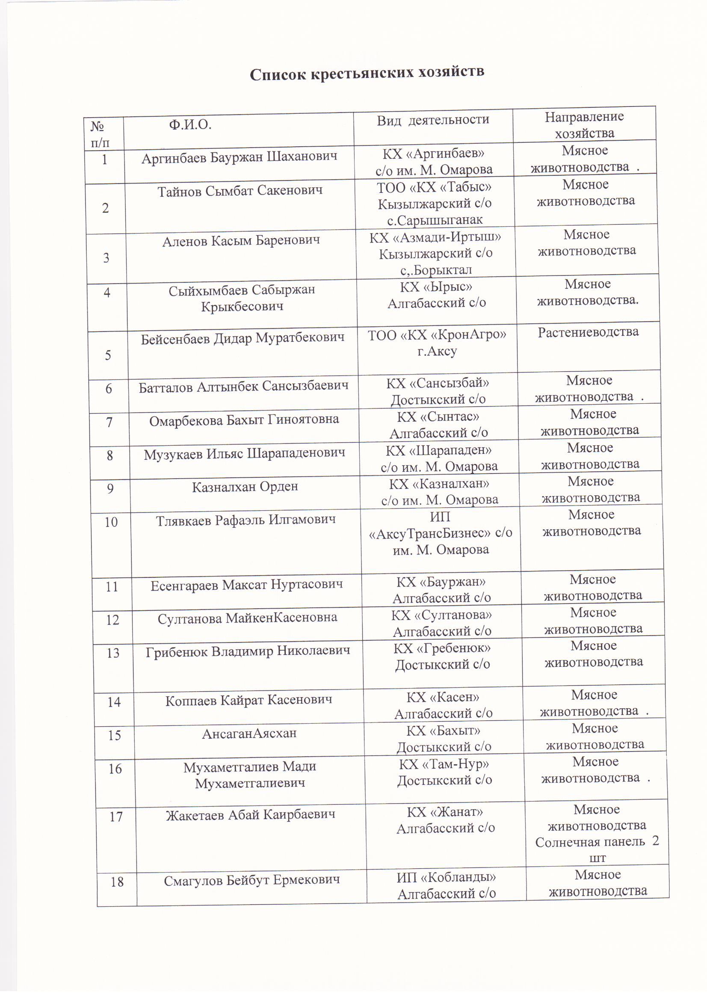 Список крестьянских хозяйств
№
п/п
Ф.И.О.
Вид деятельности
Направление
хозяйства
1
Аргинбаев Бауржан Шаханович
КХ «Аргинбаев»
с/о им. М. Омарова
Мясное
животноводства .
2
Тайнов Сымбат Сакенович
ТОО «КХ «Табыс»
Кызылжарский с/о
с.Сарышыганак
Мясное
животноводства
3
Аленов Касым Баренович
КХ «Азмади-Иртыш»
Кызылжарский с/о
с,.Борыктал
Мясное
животноводства
4
Сыйхымбаев Сабыржан
Крыкбесович
КХ «Ырыс»
Алгабасский с/о
Мясное
животноводства.
5
Бейсенбаев Дидар Муратбекович
ТОО «КХ «КронАгро»
г.Аксу
Растениеводства
6
Батталов Алтынбек Сансызбаевич
КХ «Сансызбай»
Достыкский с/о
Мясное
животноводства .
7
Омарбекова Бахыт Гиноятовна
КХ «Сынтас»
Алгабасский с/о
Мясное
животноводства
8
Музукаев Ильяс Шарападенович
КХ «Шарападен»
с/о им. М. Омарова
Мясное
животноводства
9
Казналхан Орден
КХ «Казналхан»
с/о им. М. Омарова
Мясное
животноводства
10
Тлявкаев Рафаэль Илгамович
ИП
«АксуТрансБизнес» с/о
им. М. Омарова
Мясное
животноводства
11
Есенгараев Максат Нуртасович
КХ «Бауржан»
Алгабасский с/о
Мясное
животноводства
12
Султанова МайкенКасеновна
КХ «Султанова»
Алгабасский с/о
Мясное
животноводства
13
Грибенюк Владимир Николаевич
КХ «Гребенюк»
Достыкский с/о
Мясное
животноводства
14
Коппаев Кайрат Касенович
КХ «Касен»
Алгабасский с/о
Мясное
животноводства .
15
АнсаганАясхан
КХ «Бахыт»
Достыкский с/о
Мясное
животноводства
16
Мухаметгалиев Мади
Мухаметгалиевич
КХ «Там-Нур»
Достыкский с/о
Мясное
животноводства .
17
Жакетаев Абай Каирбаевич
КХ «Жанат»
Алгабасский с/о
Мясное
животноводства
Солнечная панель 2
шт
18
Смагулов Бейбут Ермекович
ИП «Кобланды»
Алгабасский с/о
Мясное
животноводства